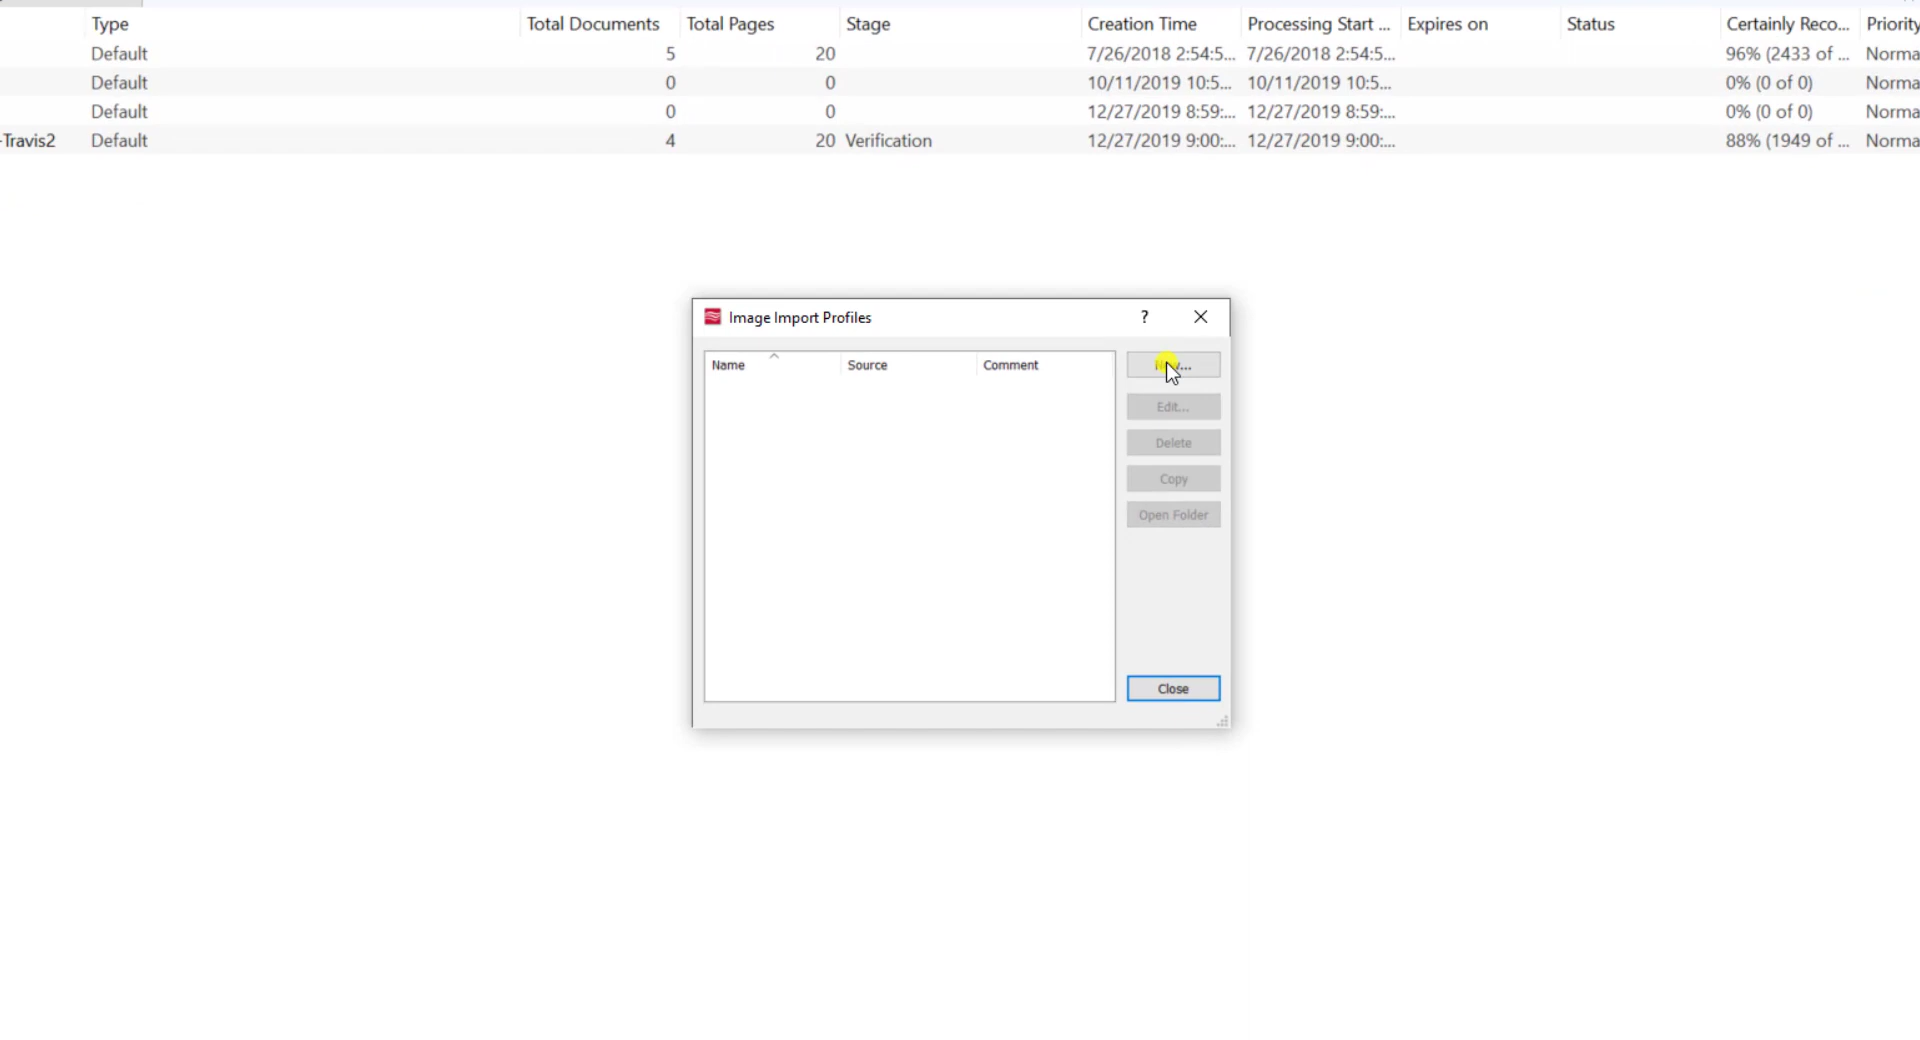 Type Total Documents Total Pages Stage Creation Time Processing Start ... Expires on Status Certainly Reco... Priority
Default 5 20 7/26/2018 2:54:5... 7/26/2018 2:54:5... 96% (2433 of ... Norma
Default 0 0 10/11/2019 10:5... 10/11/2019 10:5... 0% (0 of 0) Norma
Default 0 0 12/27/2019 8:59:... 12/27/2019 8:59:... 0% (0 of 0) Norma
-Travis2 Default 4 20 Verification 12/27/2019 9:00:... 12/27/2019 9:00:... 88% (1949 of ... Norma
Image Import Profiles ?
Name Source Comment
Edit...
Delete
Copy
Open Folder
Close